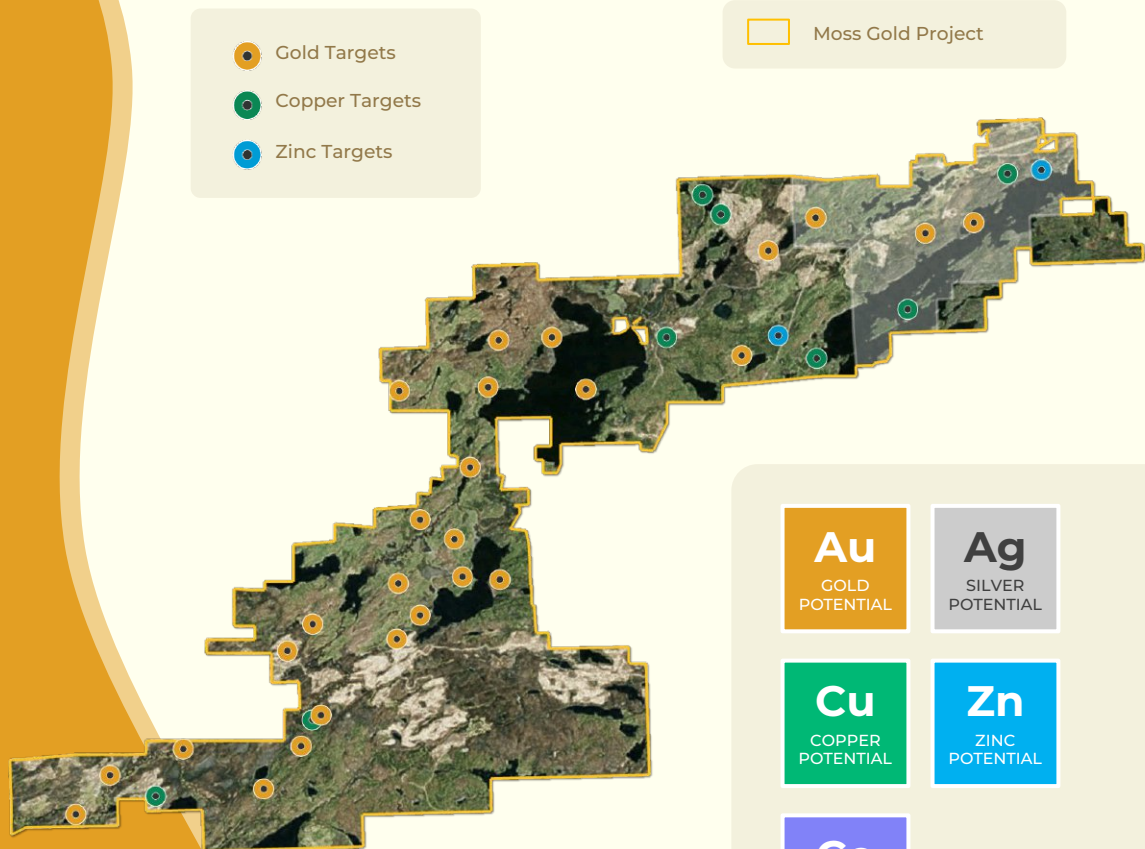 Gold Targets
Copper Targets
Zinc Targets
Moss Gold Project
Au
GOLD
POTENTIAL
Ag
SILVER
POTENTIAL
Cu
COPPER
POTENTIAL
Zn
ZINC
POTENTIAL